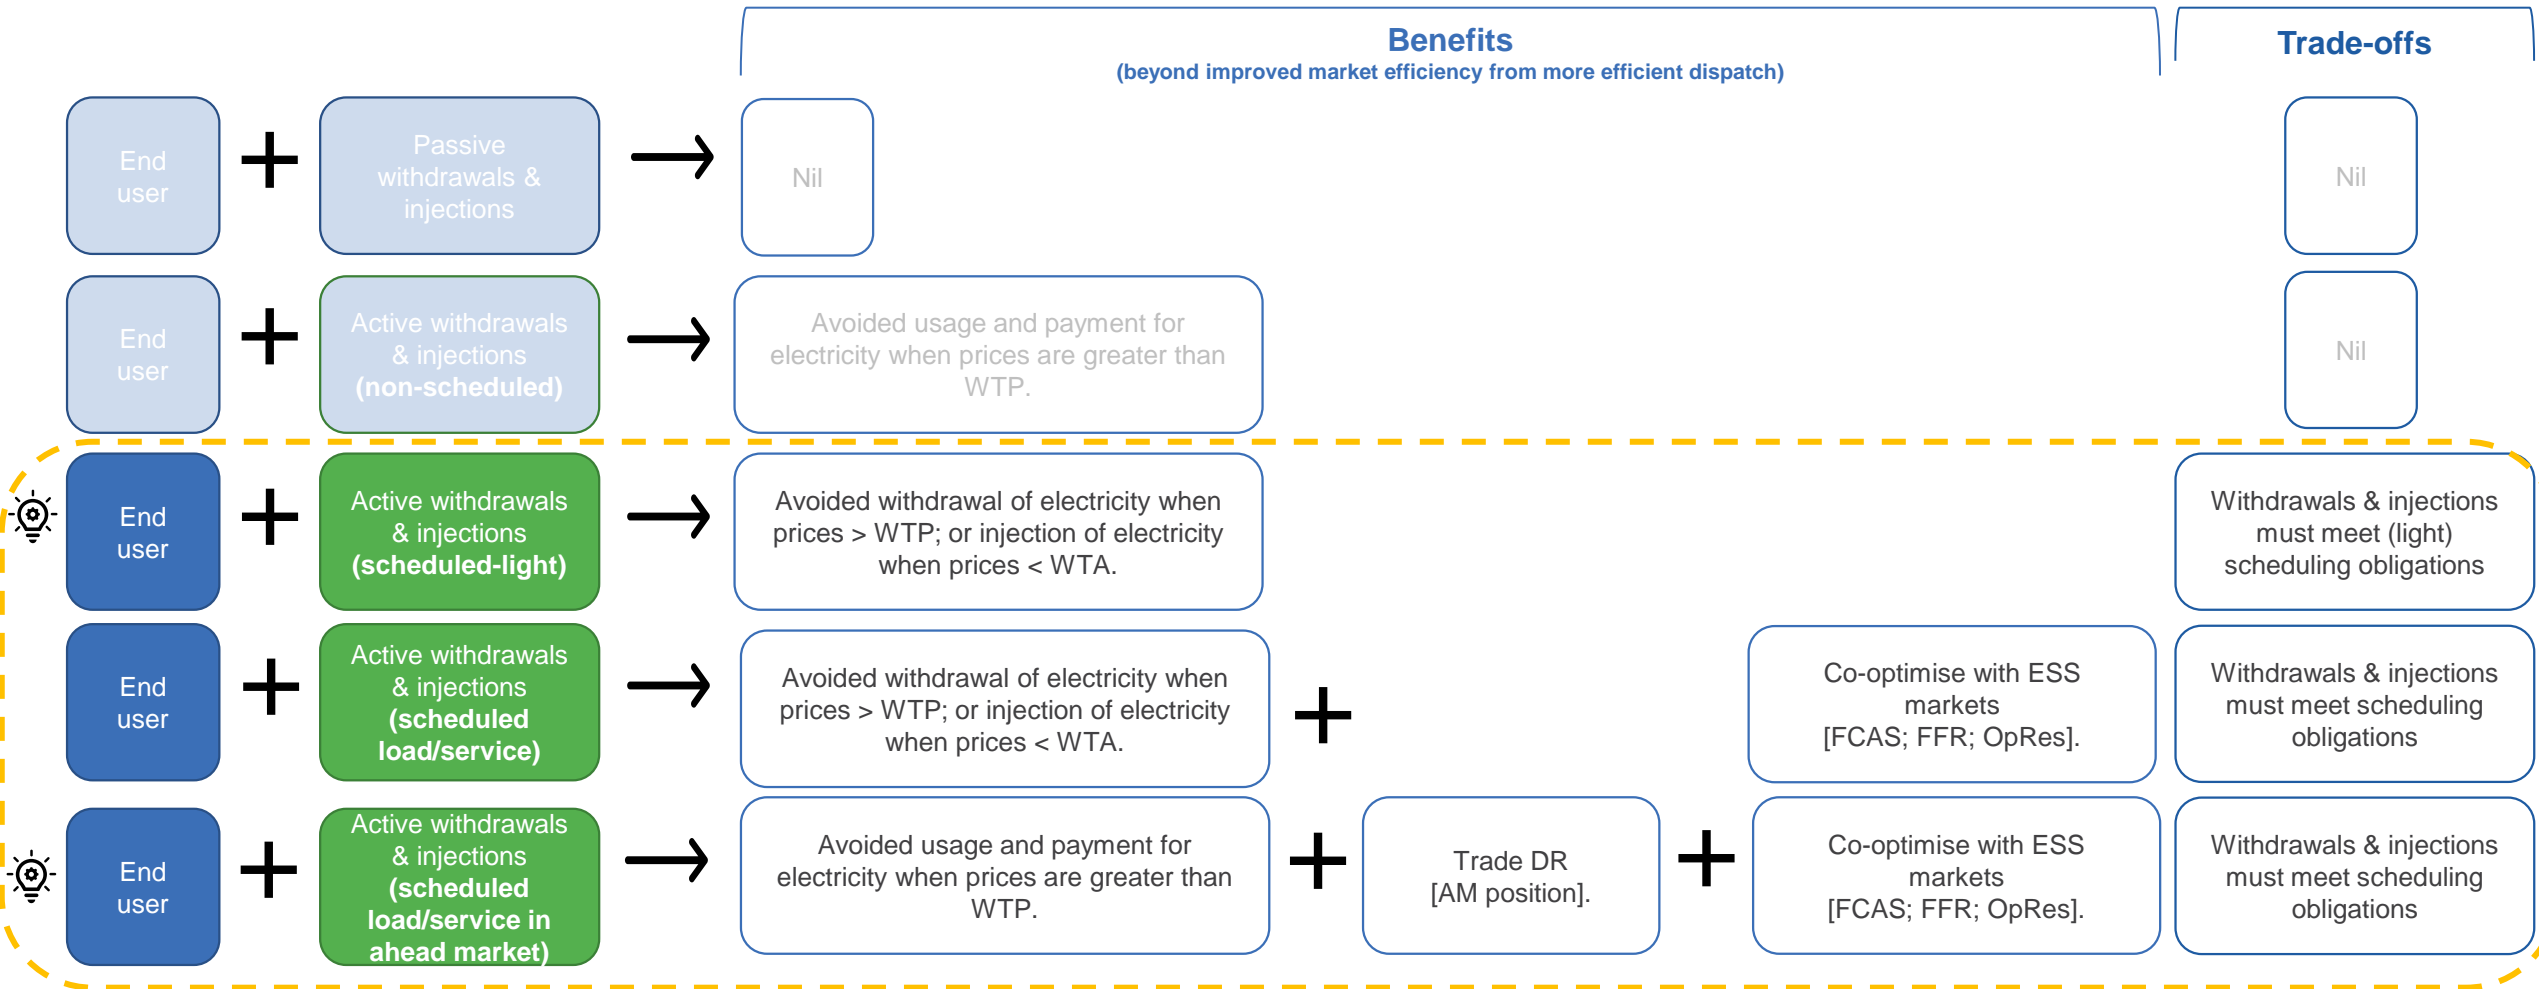 Benefits
(beyond improved market efficiency from more efficient dispatch)
Trade-offs
End
user
Passive
withdrawals &
injections
Nil
Nil
End
user
Active withdrawals
& injections
(non-scheduled)
Avoided usage and payment for
electricity when prices are greater than
WTP.
Nil
End
user
Active withdrawals
& injections
(scheduled-light)
Avoided withdrawal of electricity when
prices > WTP; or injection of electricity
when prices < WTA.
Withdrawals & injections
must meet (light)
scheduling obligations
End
user
Active withdrawals
& injections
(scheduled
load/service)
Avoided withdrawal of electricity when
prices > WTP; or injection of electricity
when prices < WTA.
Co-optimise with ESS
markets
[FCAS; FFR; OpRes].
Withdrawals & injections
must meet scheduling
obligations
End
user
Active withdrawals
& injections
(scheduled
load/service in
ahead market)
Avoided usage and payment for
electricity when prices are greater than
WTP.
Trade DR
[AM position].
Co-optimise with ESS
markets
[FCAS; FFR; OpRes].
Withdrawals & injections
must meet scheduling
obligations